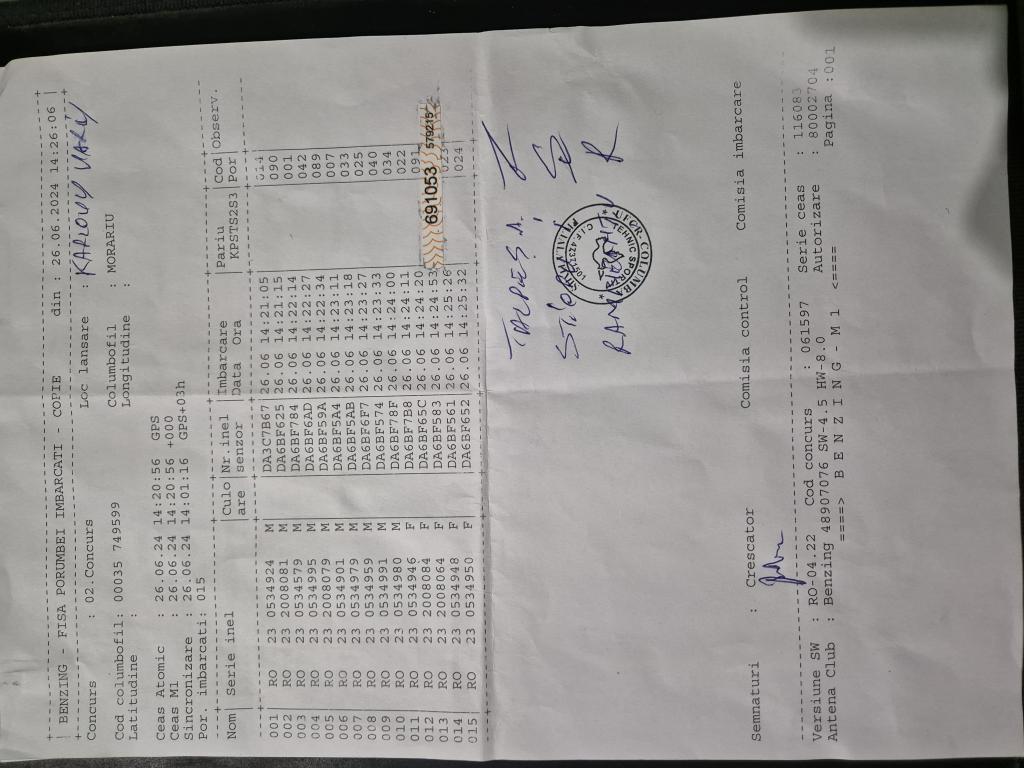 BENZING - FISA PORUMBEI IMBARCATI - COPIE din : 26.06.2024 14:26:06
Concurs : 02.Concurs Loc lansare : KARLOVY VARY
Cod columbofil: 00035 749599 Columbofil : MORARIU
Latitudine : Longitudine :
Ceas Atomic : 26.06.24 14:20:56 GPS
Ceas M1 : 26.06.24 14:20:56 +000
Sincronizare : 26.06.24 14:01:16 GPS+03h
Por. imbarcati: 015
Nom Serie inel Culo Nr.inel Imbarcare Pariu Cod Observ.
are senzor Data Ora KPSTS2S3 Por
001 RO 23 0534924 M DA3C7B67 26.06 14:21:05
002 RO 23 2008081 M DA6BF625 26.06 14:21:15 090
003 RO 23 0534579 M DA6BF784 26.06 14:22:14 001
004 RO 23 0534995 M DA6BF6AD 26.06 14:22:27 042
005 RO 23 2008079 M DA6BF59A 26.06 14:22:34 089
006 RO 23 0534901 M DA6BF5A4 26.06 14:23:11 007
007 RO 23 0534979 M DA6BF5AB 26.06 14:23:18 033
008 RO 23 0534959 M DA6BF6F7 26.06 14:23:27 025
009 RO 23 0534991 M DA6BF574 26.06 14:23:33 040
010 RO 23 0534980 M DA6BF78F 26.06 14:24:00 034
011 RO 23 0534946 F DA6BF7B8 26.06 14:24:11 022
012 RO 23 2008084 F DA6BF65C 26.06 14:24:20 091
013 RO 23 2008064 F DA6BF583 26.06 14:24:53 691053 579215
014 RO 23 0534948 F DA6BF561 26.06 14:25:26 023
015 RO 23 0534950 F DA6BF652 26.06 14:25:32 024
Semnaturi : Crescator Comisia control Comisia imbarcare
Versiune SW : RO-04.22 Cod concurs : 061597 Serie ceas : 116083
Antena Club : Benzing 48907076 SW-4.5 HW-8.0 Autorizare : 80002704
====> B E N Z I N G - M 1 <==== Pagina :001